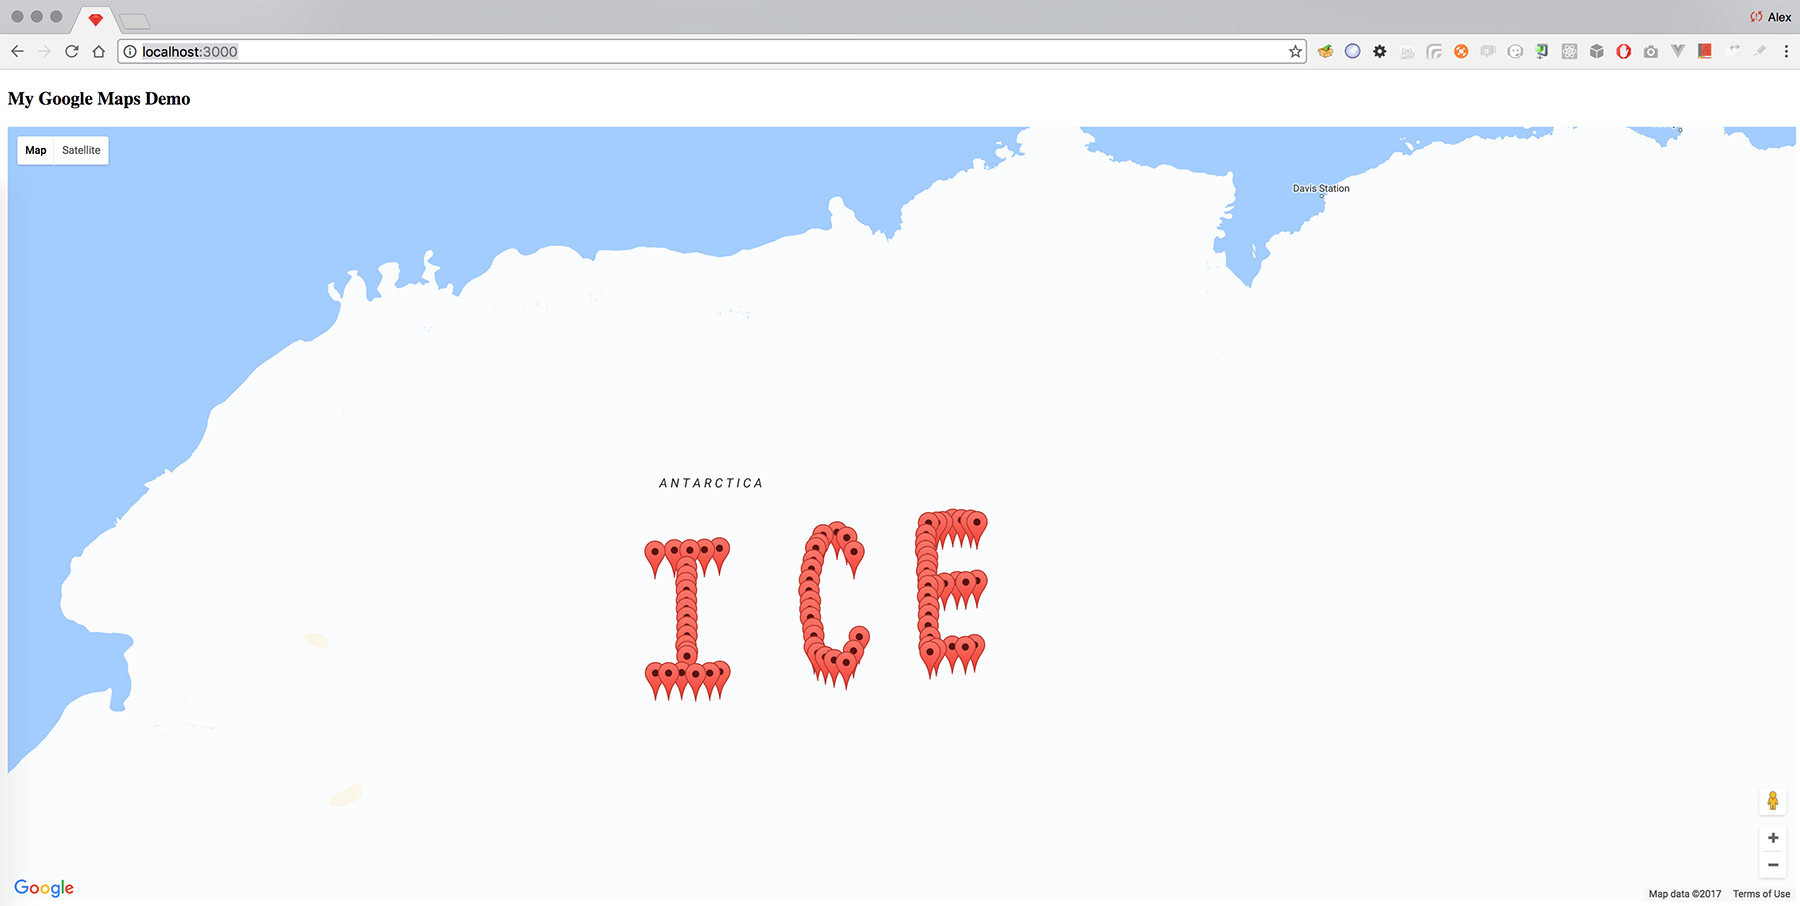 Alex
localhost:3000
My Google Maps Demo
Map Satellite
Davis Station
ANTARCTICA
ICE
Google
Map data ©2017 Terms of Use